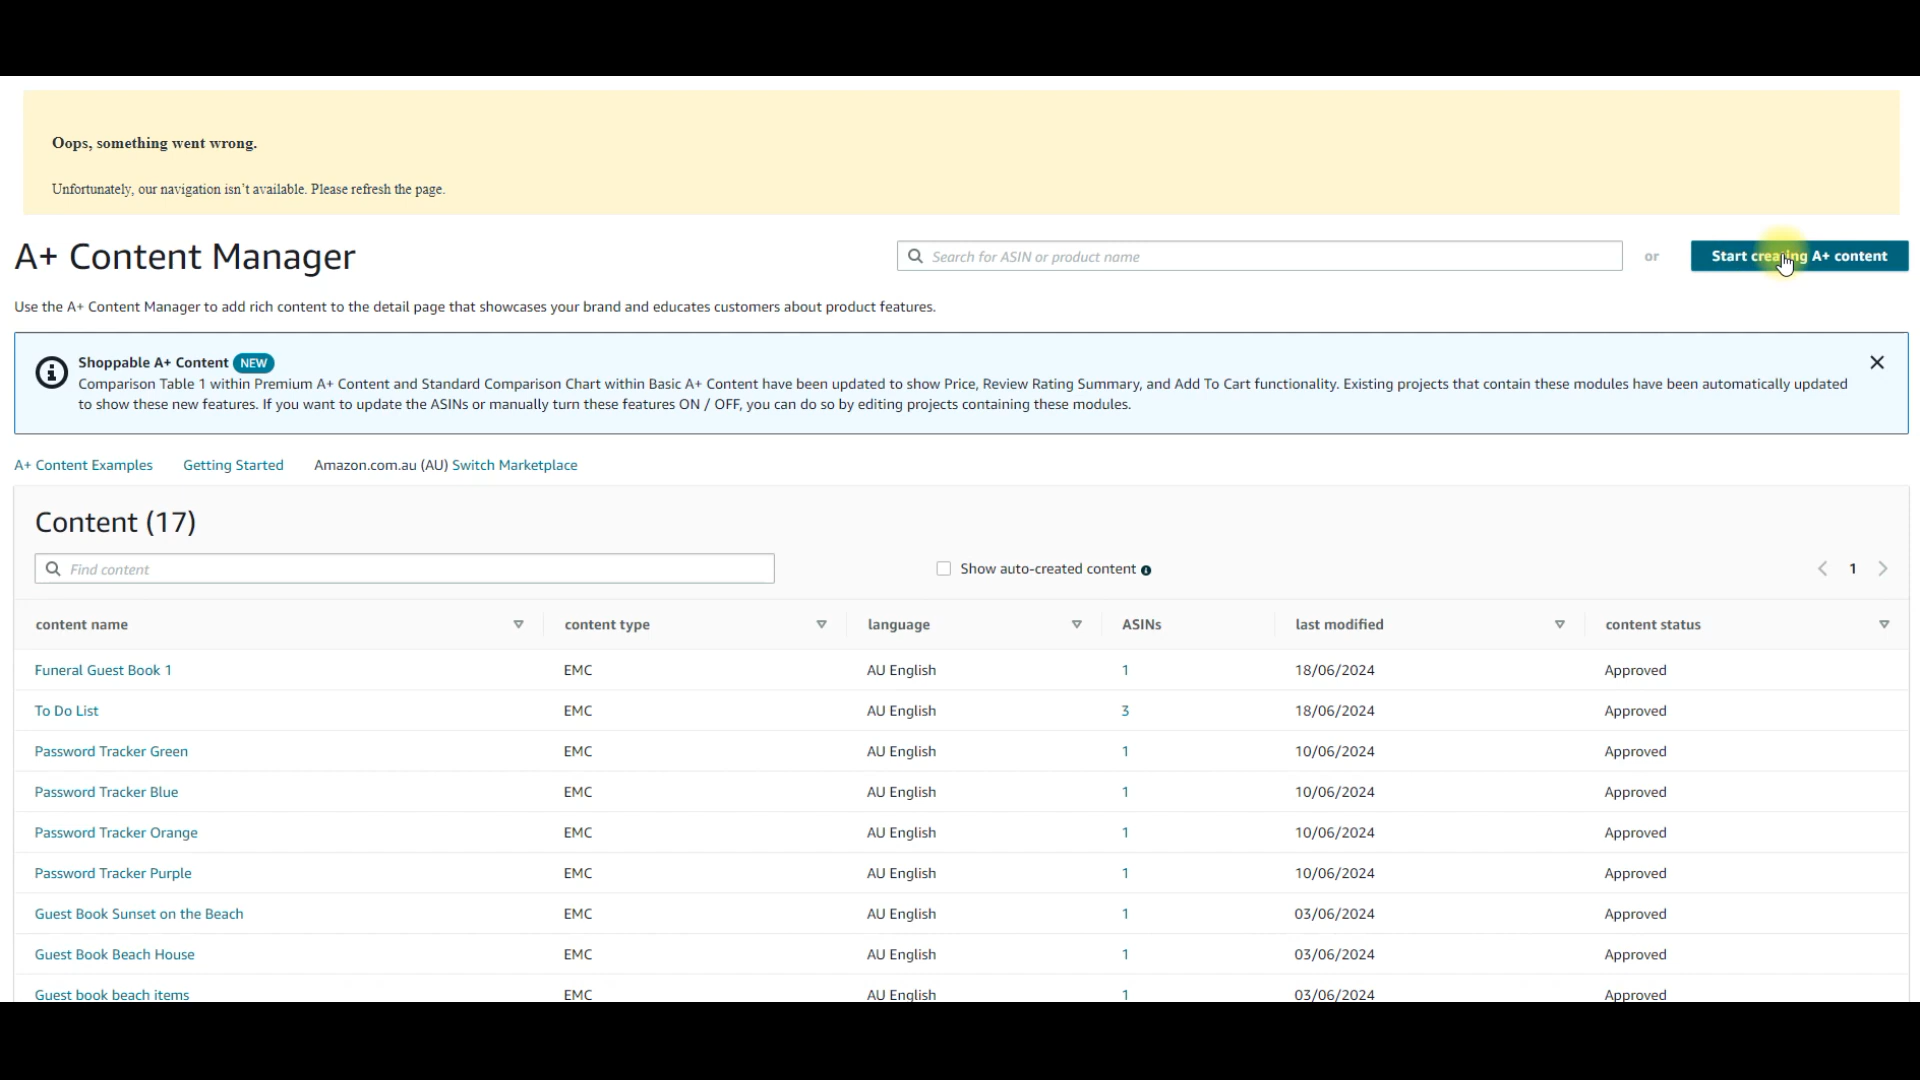 Oops, something went wrong.
Unfortunately, our navigation isn't available. Please refresh the page.
A+ Content Manager
Search for ASIN or product name
or
Start creating A+ content
Use the A+ Content Manager to add rich content to the detail page that showcases your brand and educates customers about product features.
Shoppable A+ Content NEW
Comparison Table 1 within Premium A+ Content and Standard Comparison Chart within Basic A+ Content have been updated to show Price, Review Rating Summary, and Add To Cart functionality. Existing projects that contain these modules have been automatically updated
to show these new features. If you want to update the ASINs or manually turn these features ON / OFF, you can do so by editing projects containing these modules.
A+ Content Examples Getting Started Amazon.com.au (AU) Switch Marketplace
Content (17)
Find content
Show auto-created content
1
content name content type language ASINs last modified content status
Funeral Guest Book 1 EMC AU English 1 18/06/2024 Approved
To Do List EMC AU English 3 18/06/2024 Approved
Password Tracker Green EMC AU English 1 10/06/2024 Approved
Password Tracker Blue EMC AU English 1 10/06/2024 Approved
Password Tracker Orange EMC AU English 1 10/06/2024 Approved
Password Tracker Purple EMC AU English 1 10/06/2024 Approved
Guest Book Sunset on the Beach EMC AU English 1 03/06/2024 Approved
Guest Book Beach House EMC AU English 1 03/06/2024 Approved
Guest book beach items EMC AU English 1 03/06/2024 Approved